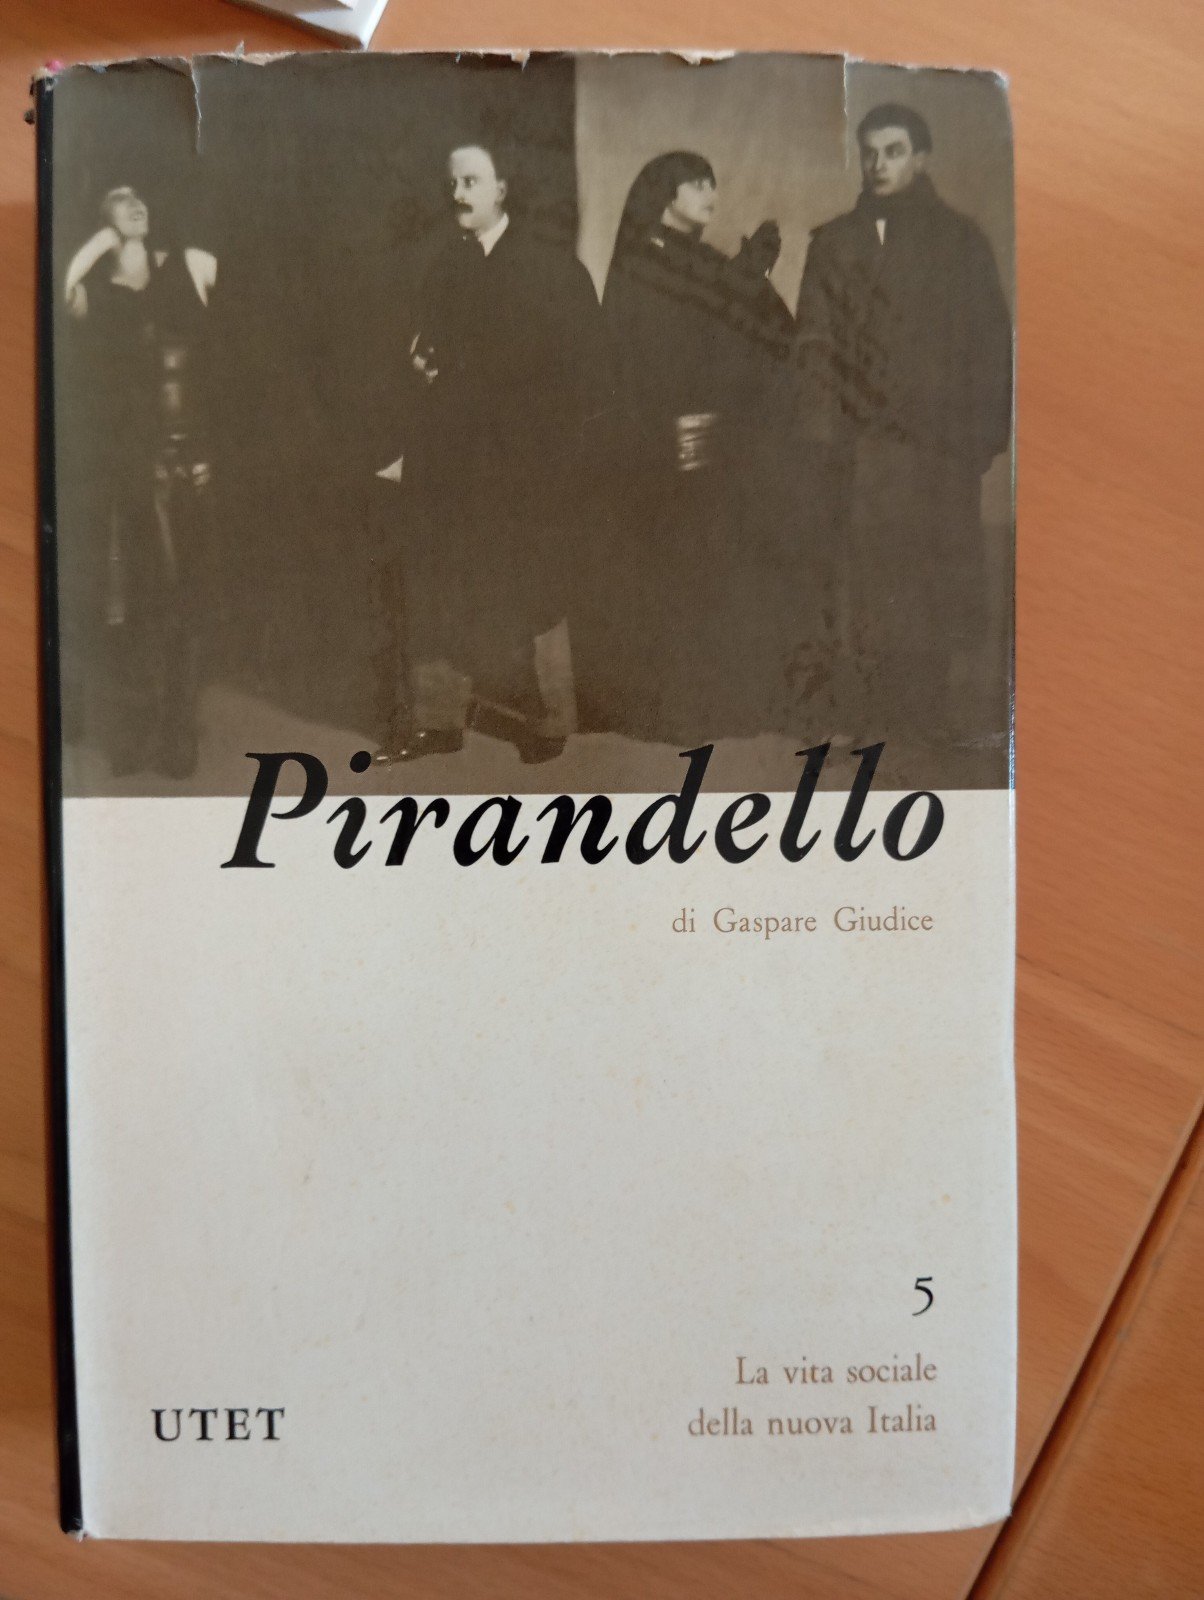 Pirandello
di Gaspare Giudice
5
La vita sociale
della nuova Italia
UTET